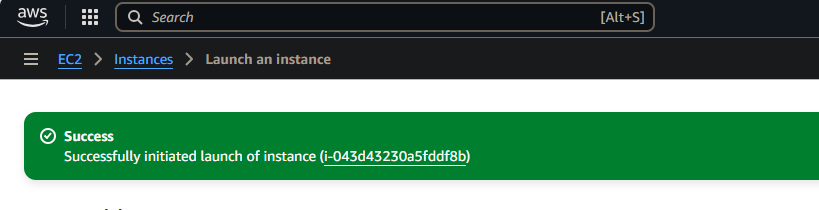 aws
Search [Alt+S]
EC2 > Instances > Launch an instance
Success
Successfully initiated launch of instance (i-043d43230a5fddf8b)